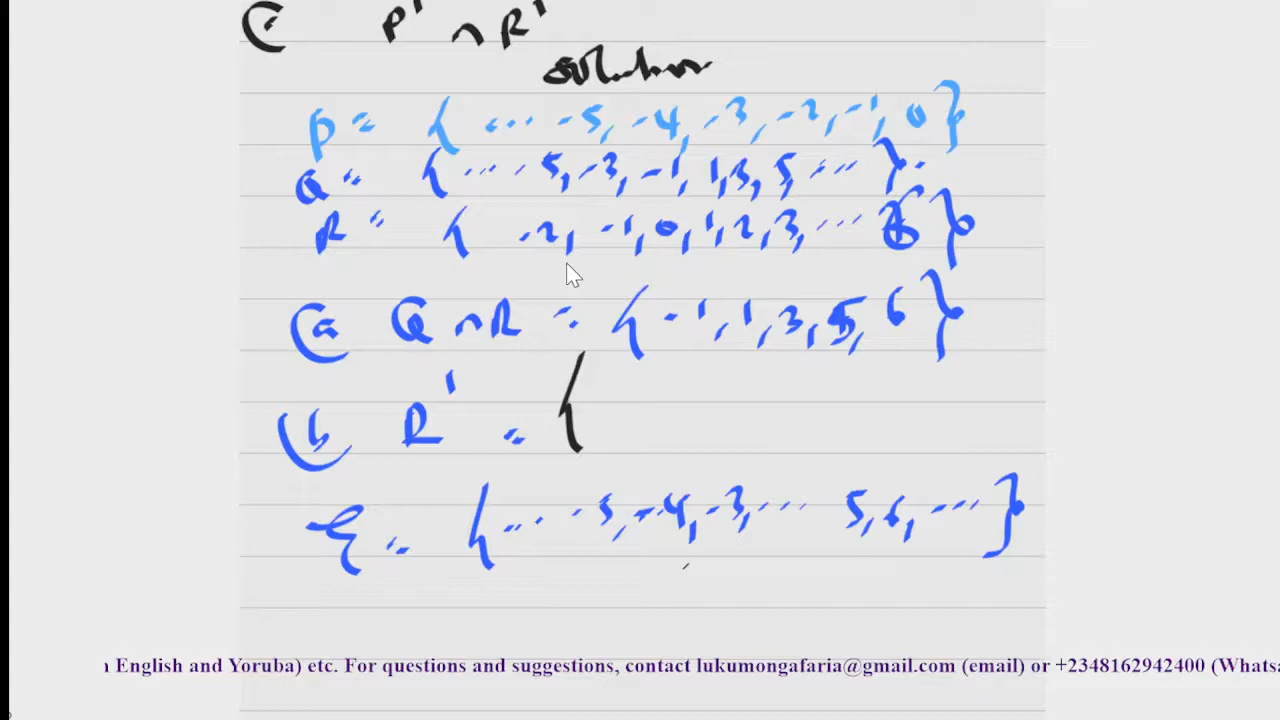 (c P' ∩ R'
solution
P = { ... -5, -4, -3, -2, -1, 0}
Q = { ... 5, -3, -1, 1, 3, 5, ... }.
R = { -2, -1, 0, 1, 2, 3, ... 6 }
(a Q ∩ R = { -1, 1, 3, 5, 6 }
(b R' = {
ξ = { ... -5, -4, -3, ... 5, 6, ... }
English and Yoruba) etc. For questions and suggestions, contact lukumongafaria@gmail.com (email) or +2348162942400 (Whatsa